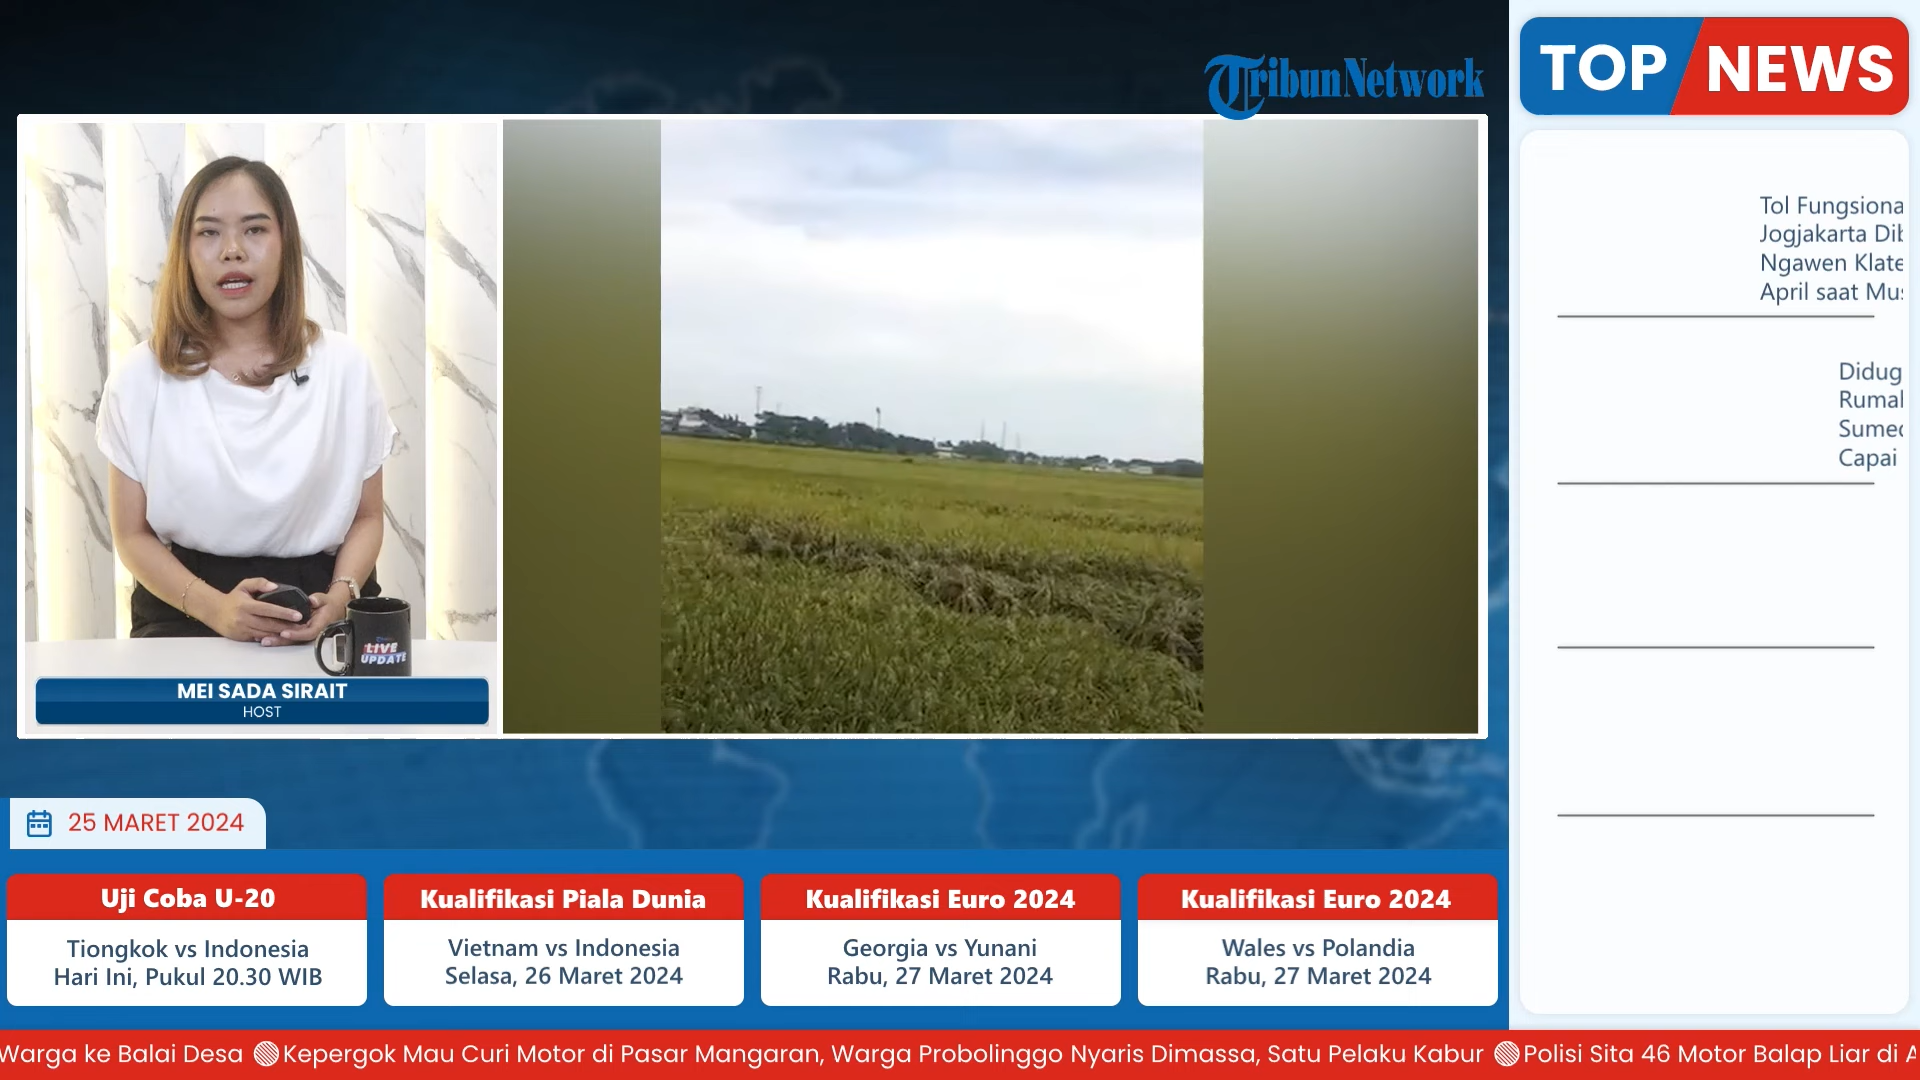 TribunNetwork
TOP NEWS
Tol Fungsiona
Jogjakarta Dib
Ngawen Klate
April saat Mus
Didug
Rumal
Sumec
Capai
LIVE
UPDATE
MEI SADA SIRAIT
HOST
25 MARET 2024
Uji Coba U-20
Tiongkok vs Indonesia
Hari Ini, Pukul 20.30 WIB
Kualifikasi Piala Dunia
Vietnam vs Indonesia
Selasa, 26 Maret 2024
Kualifikasi Euro 2024
Georgia vs Yunani
Rabu, 27 Maret 2024
Kualifikasi Euro 2024
Wales vs Polandia
Rabu, 27 Maret 2024
Warga ke Balai Desa Kepergok Mau Curi Motor di Pasar Mangaran, Warga Probolinggo Nyaris Dimassa, Satu Pelaku Kabur Polisi Sita 46 Motor Balap Liar di A